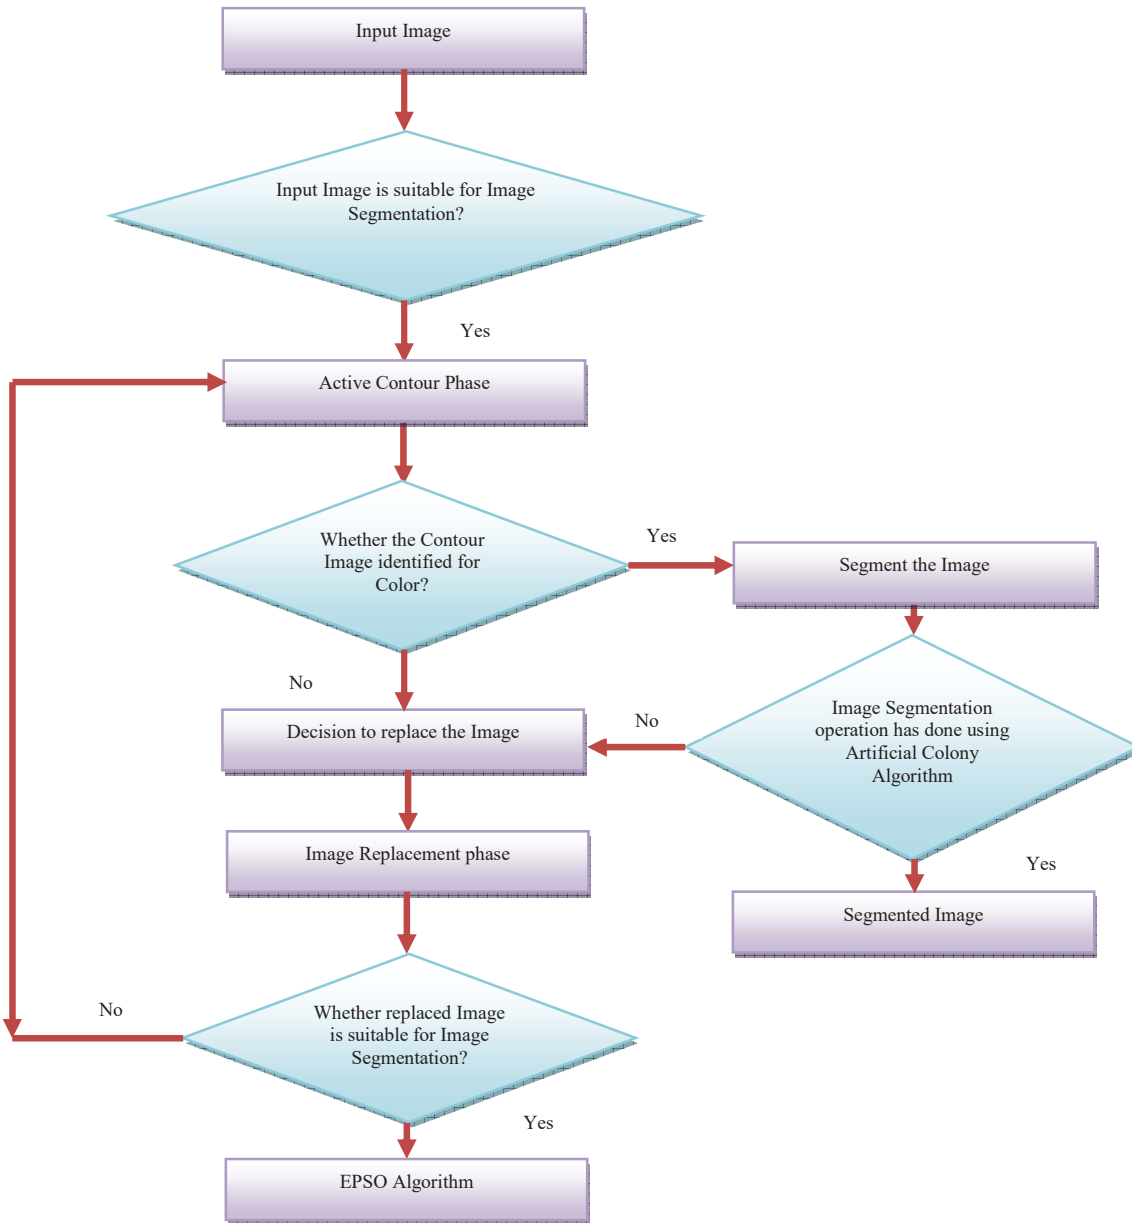 Input Image
Input Image is suitable for Image
Segmentation?
Yes
Active Contour Phase
Whether the Contour
Image identified for
Color?
Yes
Segment the Image
No
Decision to replace the Image
No
Image Segmentation
operation has done using
Artificial Colony
Algorithm
Image Replacement phase
Yes
Segmented Image
Whether replaced Image
is suitable for Image
Segmentation?
No
Yes
EPSO Algorithm